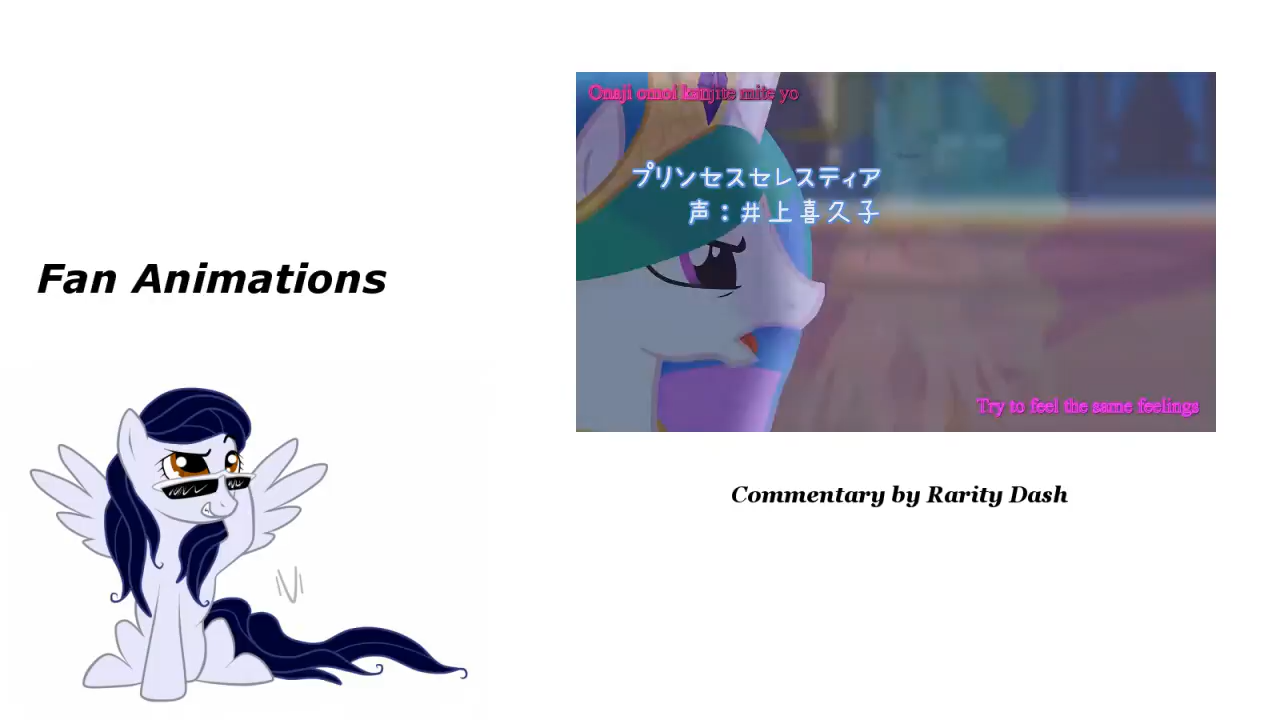 Onaji omoi kanjite mite yo
プリンセスセレスティア
声：井上喜久子
Fan Animations
Try to feel the same feelings
Commentary by Rarity Dash